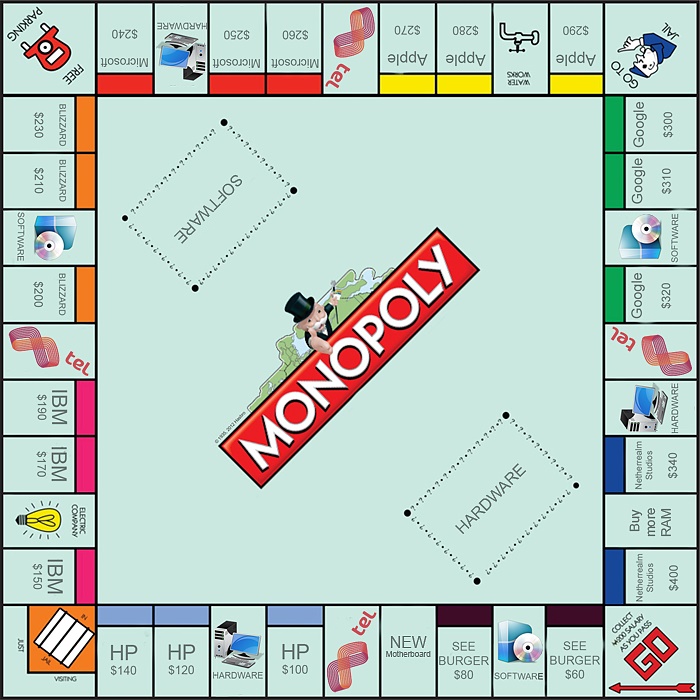 FREE
PARKING
$240
Microsoft
HARDWARE
$250
Microsoft
$260
Microsoft
tel
$270
Apple
$280
Apple
WATER
WORKS
$290
Apple
GO TO
JAIL
BLIZZARD
$230
BLIZZARD
$210
SOFTWARE
BLIZZARD
$200
tel
IBM
$190
IBM
$170
ELECTRIC
COMPANY
IBM
$150
SOFTWARE
MONOPOLY
HARDWARE
Google
$300
Google
$310
SOFTWARE
Google
$320
tel
HARDWARE
Netherrealm
Studios
$340
Buy
more
RAM
Netherrealm
Studios
$400
JUST
VISITING
IN
JAIL
HP
$140
HP
$120
HARDWARE
HP
$100
tel
NEW
Motherboard
SEE
BURGER
$80
SOFTWARE
SEE
BURGER
$60
COLLECT
$200 SALARY
AS YOU PASS
GO